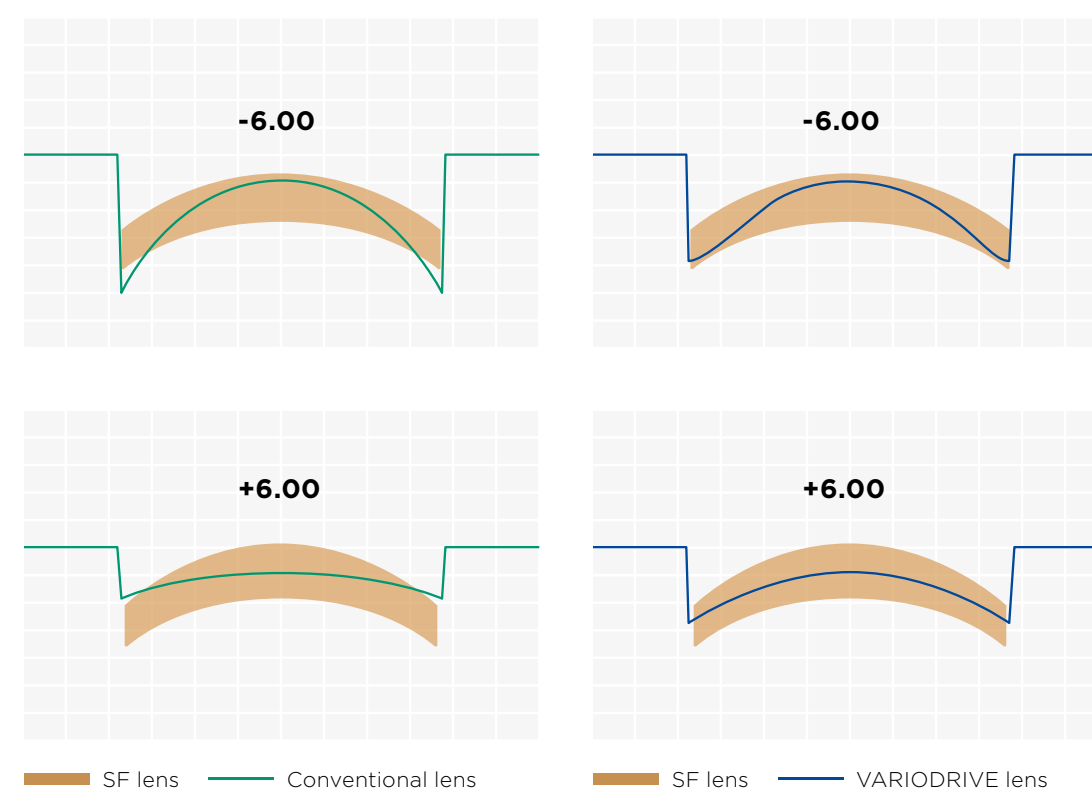 -6.00
-6.00
+6.00
+6.00
SF lens
Conventional lens
SF lens
VARIODRIVE lens